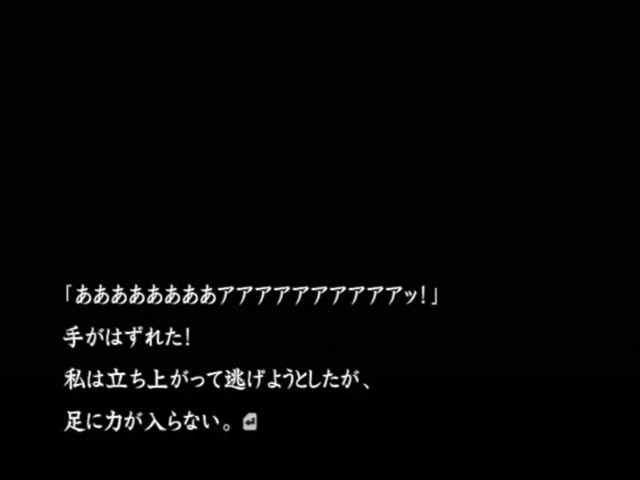 「ああああああああアアアアアアアアアアッ！」
手がはずれた！
私は立ち上がって逃げようとしたが、
足に力が入らない。